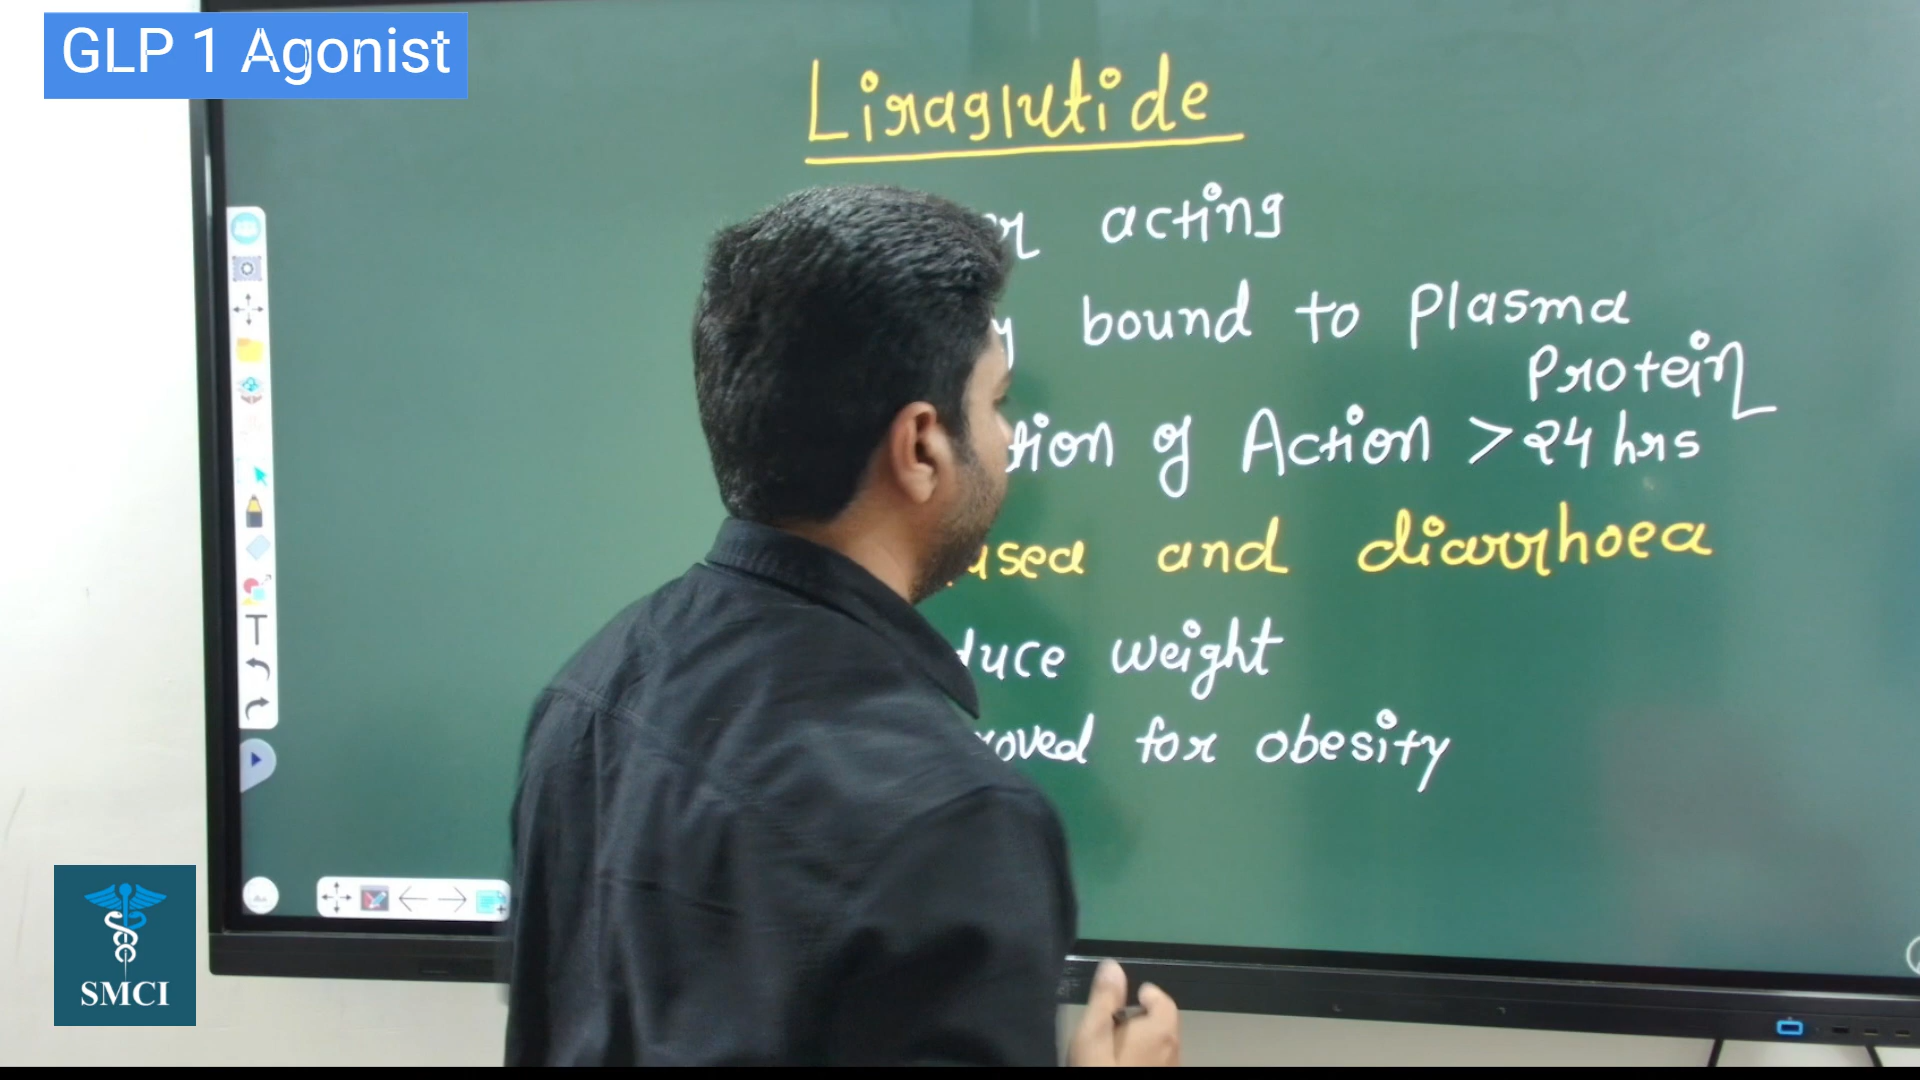 GLP 1 Agonist
Liraglutide
acting
bound to Plasma
Protein
of Action > 24 hrs
and diarrhoea
weight
for obesity
T
SMCI